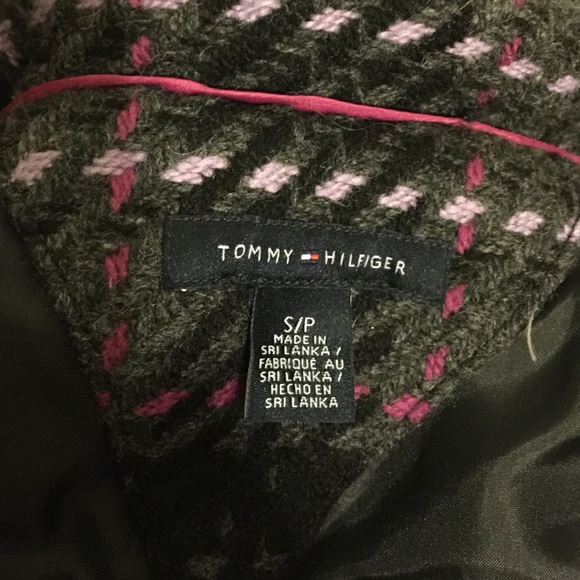 TOMMY HILFIGER
S/P
MADE IN
SRI LANKA /
FABRIQUÉ AU
SRI LANKA /
HECHO EN
SRI LANKA